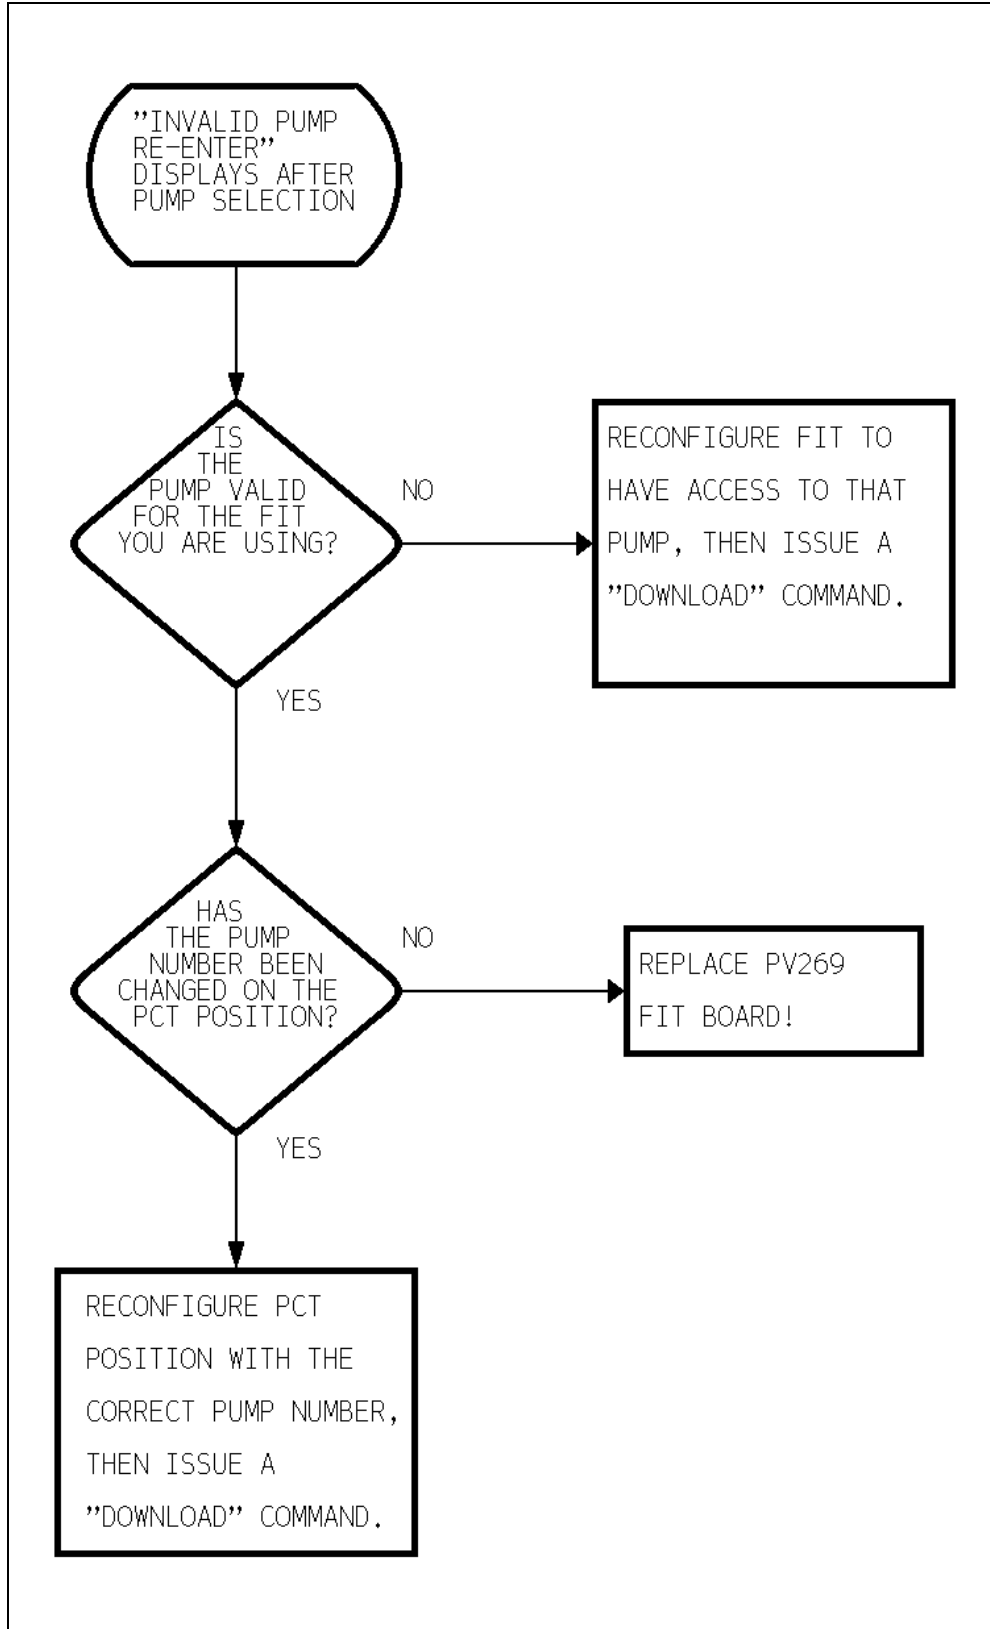 ”INVALID PUMP
RE-ENTER”
DISPLAYS AFTER
PUMP SELECTION
IS
THE
PUMP VALID
FOR THE FIT
YOU ARE USING?
NO
RECONFIGURE FIT TO
HAVE ACCESS TO THAT
PUMP, THEN ISSUE A
”DOWNLOAD” COMMAND.
YES
HAS
THE PUMP
NUMBER BEEN
CHANGED ON THE
PCT POSITION?
NO
REPLACE PV269
FIT BOARD!
YES
RECONFIGURE PCT
POSITION WITH THE
CORRECT PUMP NUMBER,
THEN ISSUE A
”DOWNLOAD” COMMAND.